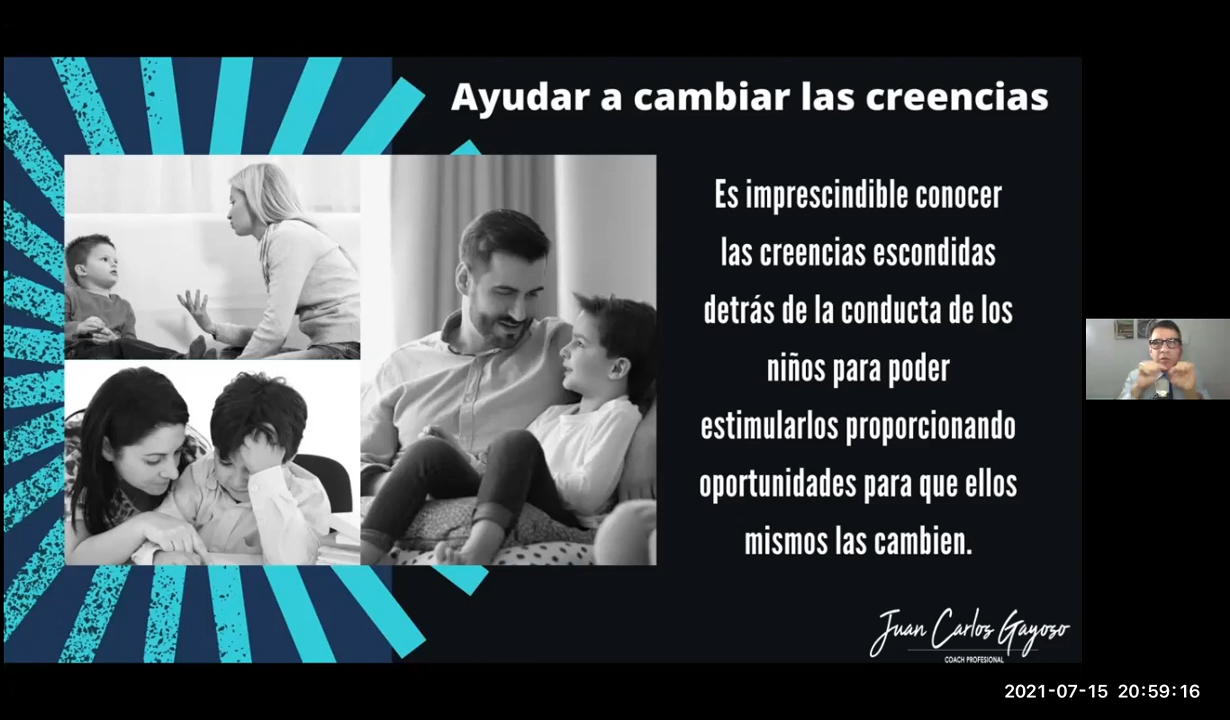 Ayudar a cambiar las creencias
Es imprescindible conocer
las creencias escondidas
detrás de la conducta de los
niños para poder
estimularlos proporcionando
oportunidades para que ellos
mismos las cambien.
Juan Carlos Gayoso
COACH PROFESIONAL
2021-07-15 20:59:16